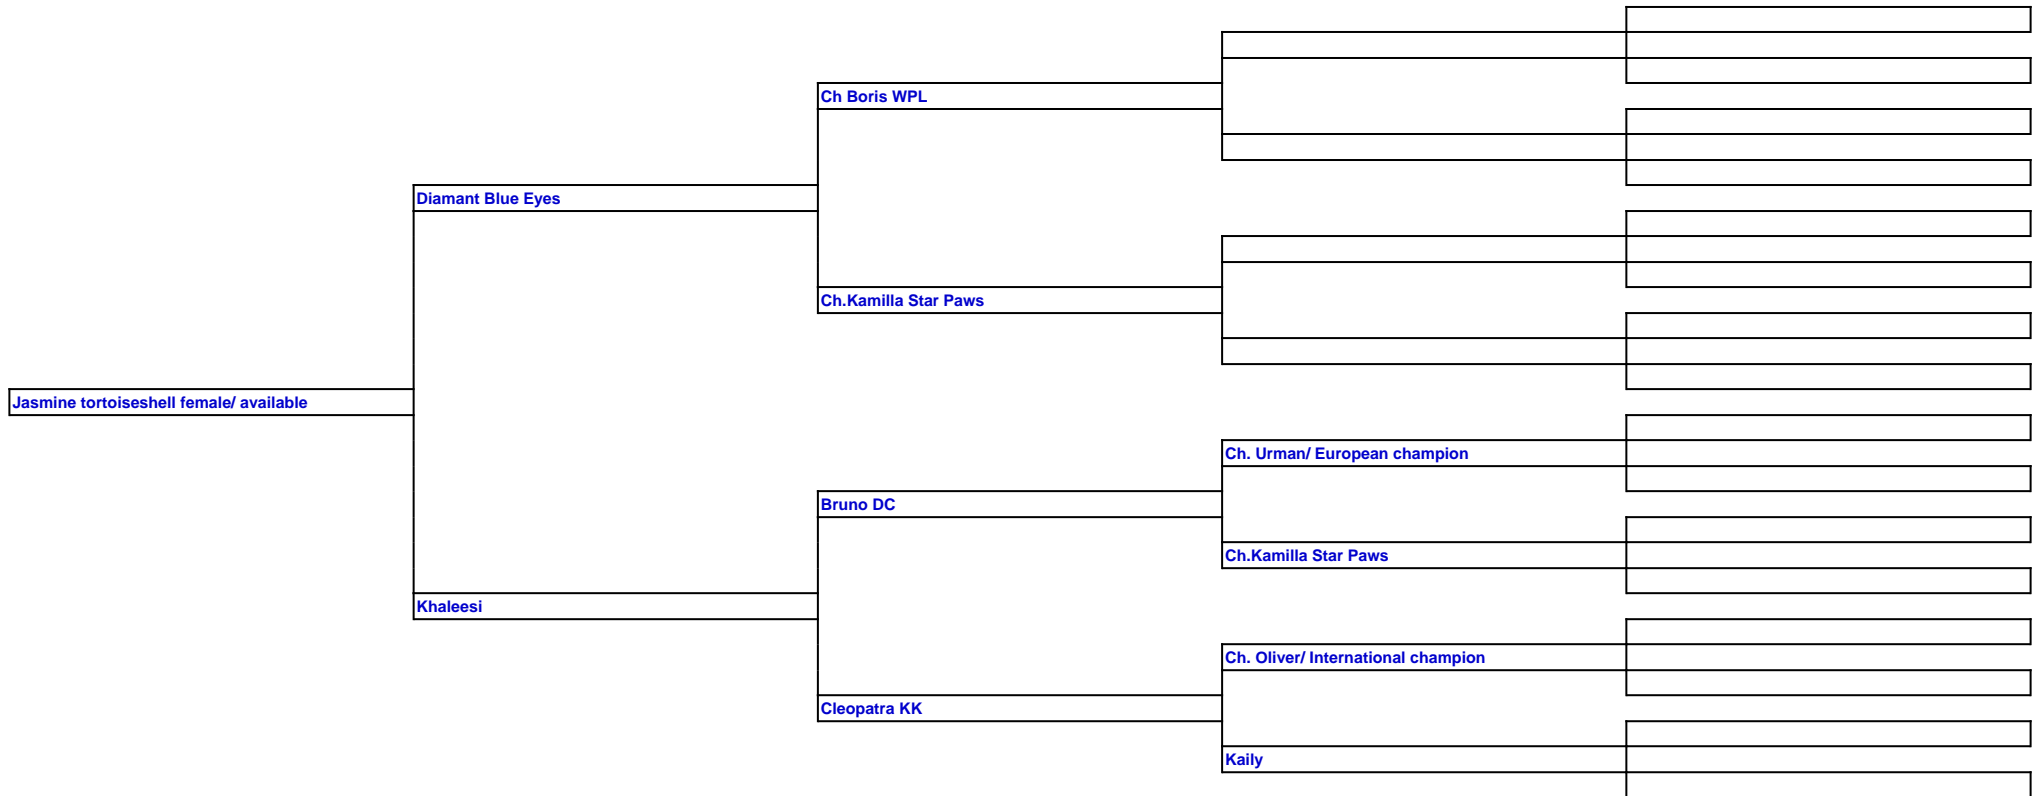 Ch Boris WPL
Diamant Blue Eyes
Ch.Kamilla Star Paws
Jasmine tortoiseshell female/ available
Ch. Urman/ European champion
Bruno DC
Ch.Kamilla Star Paws
Khaleesi
Ch. Oliver/ International champion
Cleopatra KK
Kaily